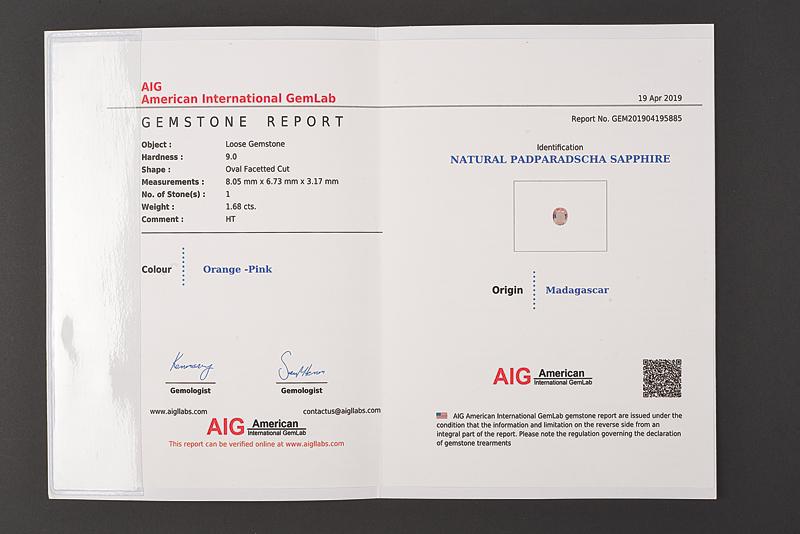 AIG
American International GemLab
GEMSTONE REPORT
Object : Loose Gemstone
Hardness : 9.0
Shape : Oval Facetted Cut
Measurements : 8.05 mm x 6.73 mm x 3.17 mm
No. of Stone(s) : 1
Weight : 1.68 cts.
Comment : HT
Colour Orange -Pink
Gemologist Gemologist
www.aigllabs.com contactus@aigllabs.com
AIG American
International GemLab
This report can be verified online at www.aigllabs.com
19 Apr 2019
Report No. GEM201904195885
Identification
NATURAL PADPARADSCHA SAPPHIRE
Origin Madagascar
AIG American
International GemLab
AIG American International GemLab gemstone report are issued under the
condition that the information and limitation on the reverse side from an
integral part of the report. Please note the regulation governing the declaration
of gemstone trearments